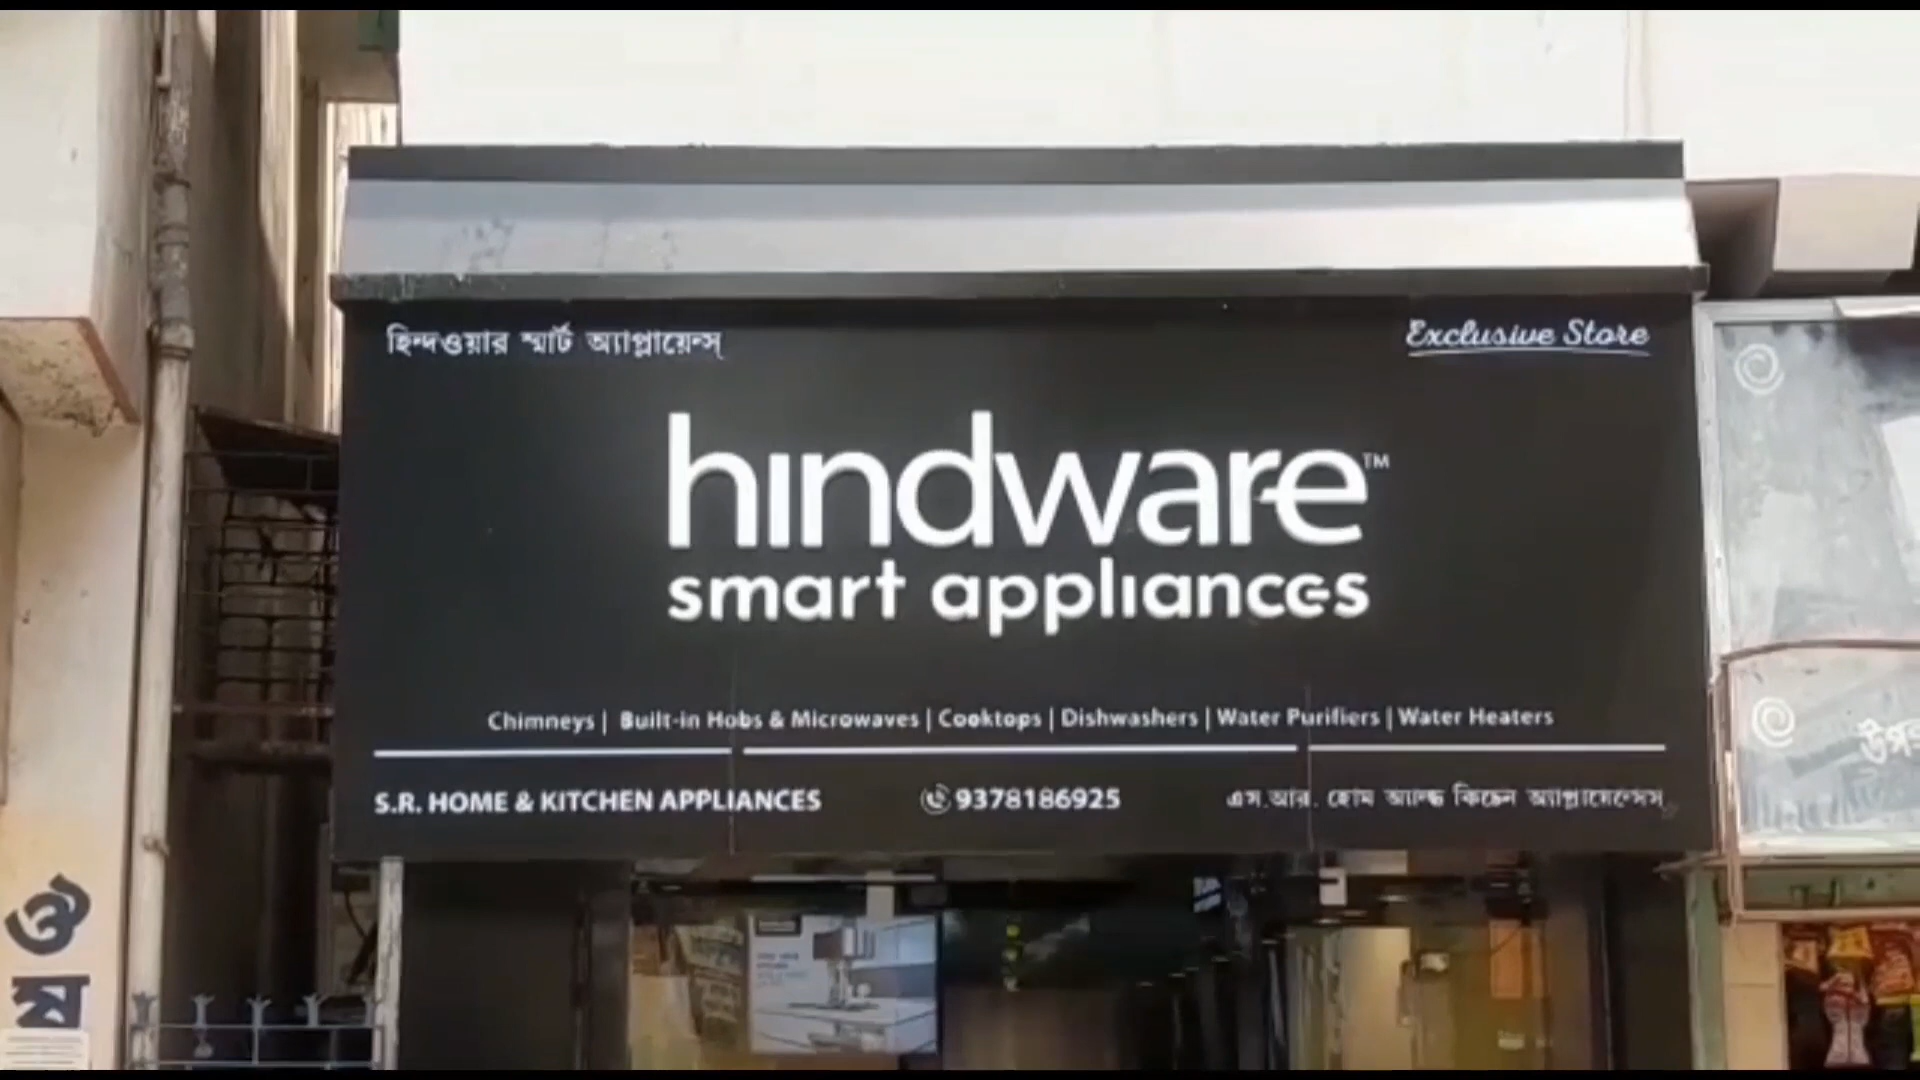 হিন্দওয়ার স্মার্ট অ্যাপ্লায়েন্স্
Exclusive Store
hindware™
smart appliances
Chimneys | Built-in Hobs & Microwaves | Cooktops | Dishwashers | Water Purifiers | Water Heaters
S.R. HOME & KITCHEN APPLIANCES
9378186925
এস.আর. হোম অ্যান্ড কিচেন অ্যাপ্লায়েন্সেস
ঔষ